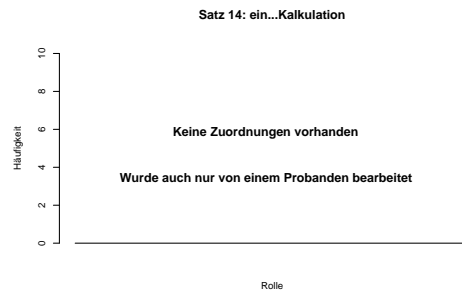 Satz 14: ein...Kalkulation
10
8
6
4
2
0
Häufigkeit
Keine Zuordnungen vorhanden
Wurde auch nur von einem Probanden bearbeitet
Rolle